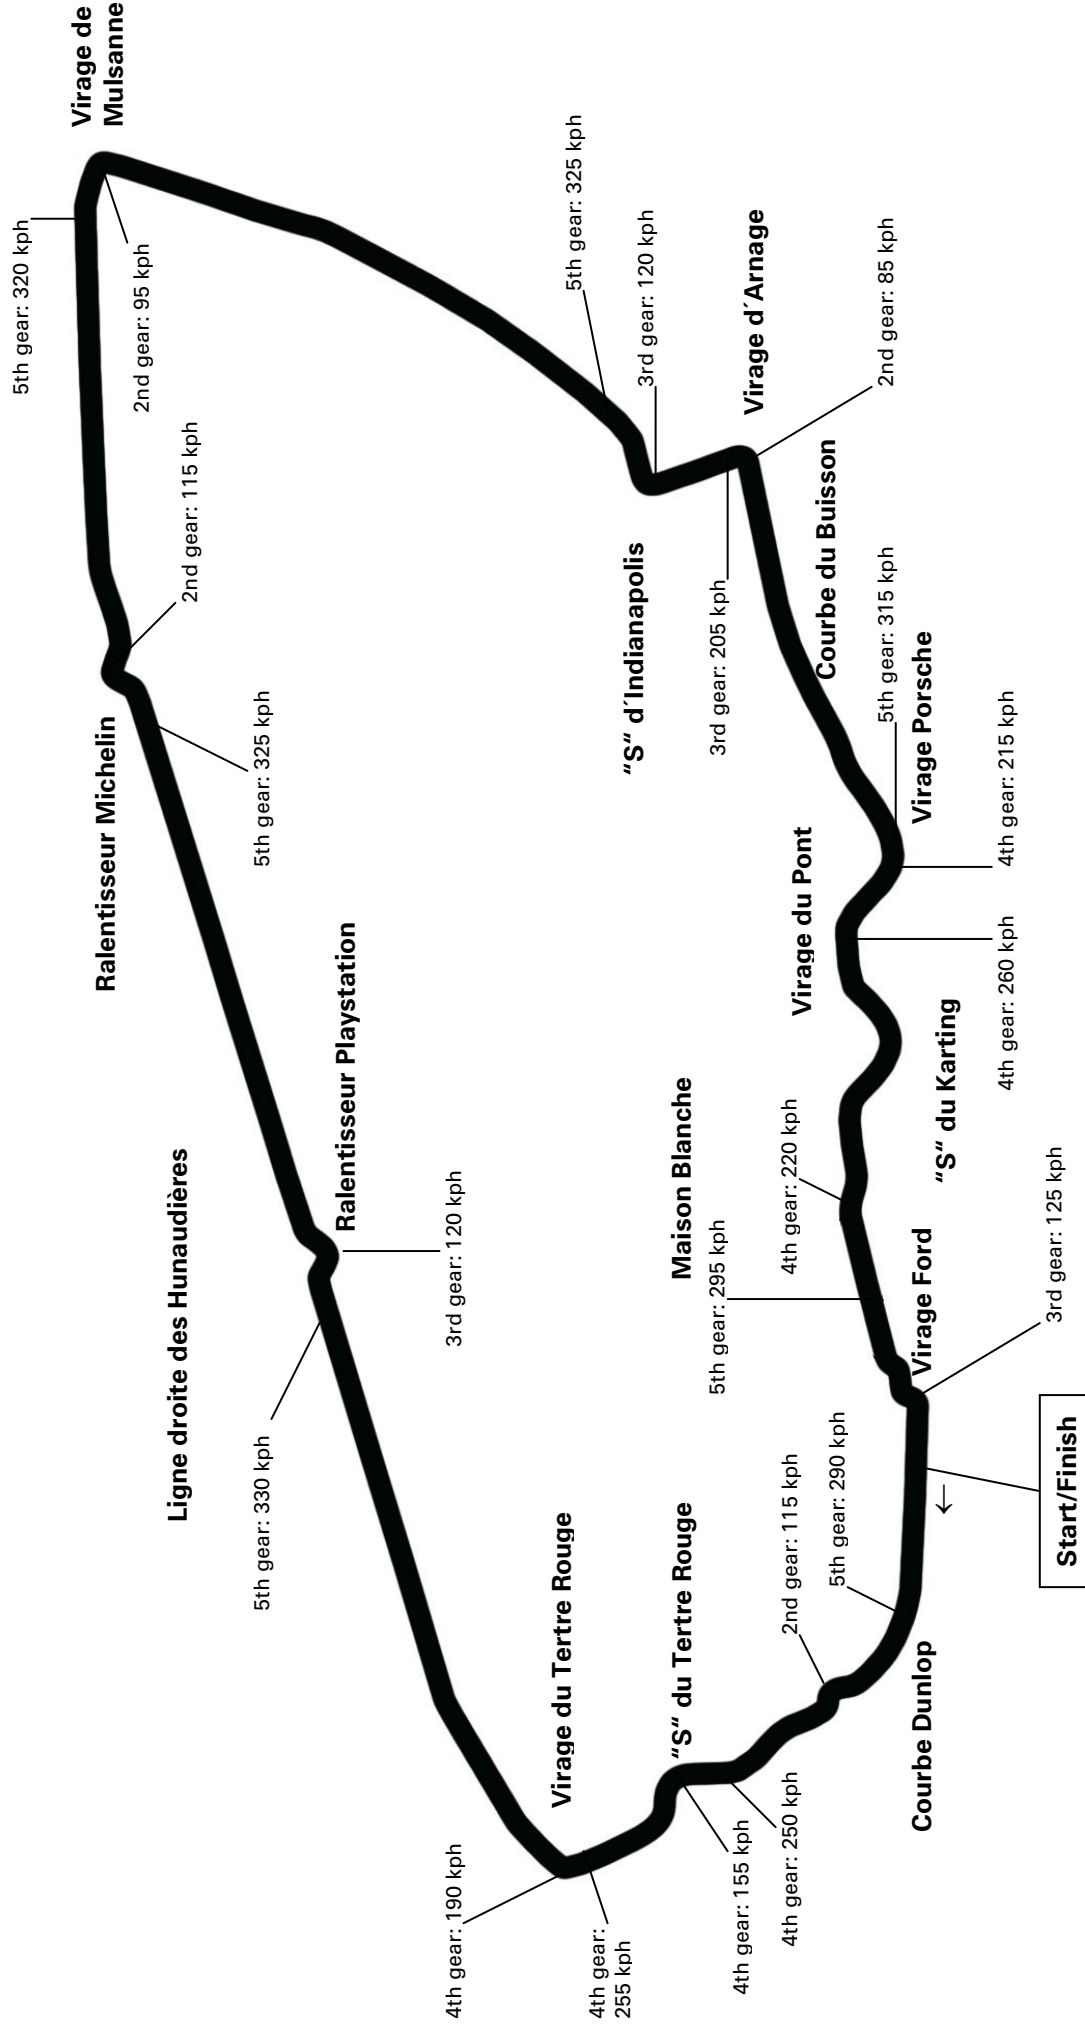 Virage de
Mulsanne
5th gear: 320 kph
2nd gear: 95 kph
2nd gear: 115 kph
Ralentisseur Michelin
5th gear: 325 kph
Ligne droite des Hunaudières
Ralentisseur Playstation
3rd gear: 120 kph
5th gear: 330 kph
Virage du Tertre Rouge
4th gear: 190 kph
4th gear:
255 kph
"S" du Tertre Rouge
4th gear: 155 kph
4th gear: 250 kph
2nd gear: 115 kph
5th gear: 290 kph
Courbe Dunlop
Start/Finish
←
3rd gear: 125 kph
Virage Ford
5th gear: 295 kph
Maison Blanche
4th gear: 220 kph
"S" du Karting
4th gear: 260 kph
Virage du Pont
4th gear: 215 kph
Virage Porsche
5th gear: 315 kph
Courbe du Buisson
2nd gear: 85 kph
Virage d´Arnage
3rd gear: 205 kph
"S" d´Indianapolis
3rd gear: 120 kph
5th gear: 325 kph